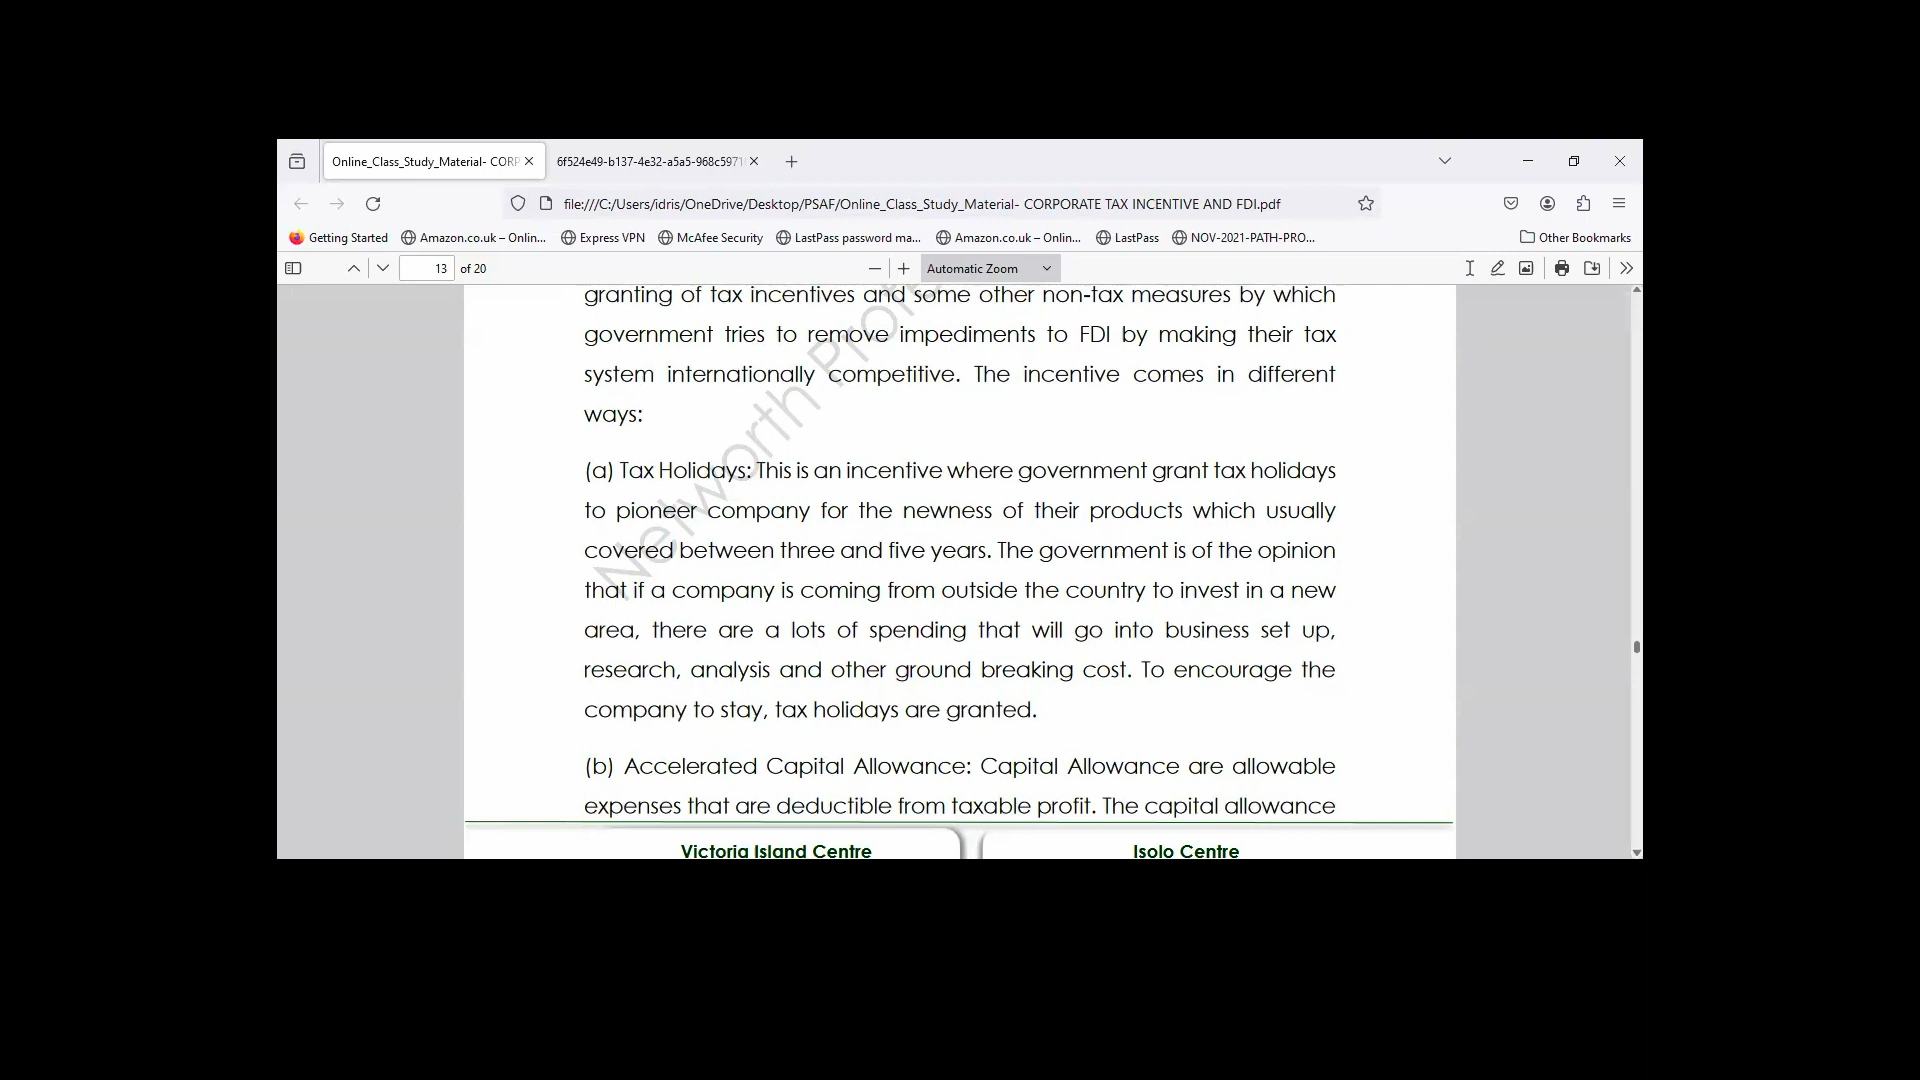 Online_Class_Study_Material- CORP
6f524e49-b137-4e32-a5a5-968c5971
file:///C:/Users/idris/OneDrive/Desktop/PSAF/Online_Class_Study_Material- CORPORATE TAX INCENTIVE AND FDI.pdf
Getting Started Amazon.co.uk – Onlin... Express VPN McAfee Security LastPass password ma... Amazon.co.uk – Onlin... LastPass NOV-2021-PATH-PRO... Other Bookmarks
13 of 20 Automatic Zoom
granting of tax incentives and some other non-tax measures by which
government tries to remove impediments to FDI by making their tax
system internationally competitive. The incentive comes in different
ways:
(a) Tax Holidays: This is an incentive where government grant tax holidays
to pioneer company for the newness of their products which usually
covered between three and five years. The government is of the opinion
that if a company is coming from outside the country to invest in a new
area, there are a lots of spending that will go into business set up,
research, analysis and other ground breaking cost. To encourage the
company to stay, tax holidays are granted.
(b) Accelerated Capital Allowance: Capital Allowance are allowable
expenses that are deductible from taxable profit. The capital allowance
Networth
Victoria Island Centre
Isolo Centre